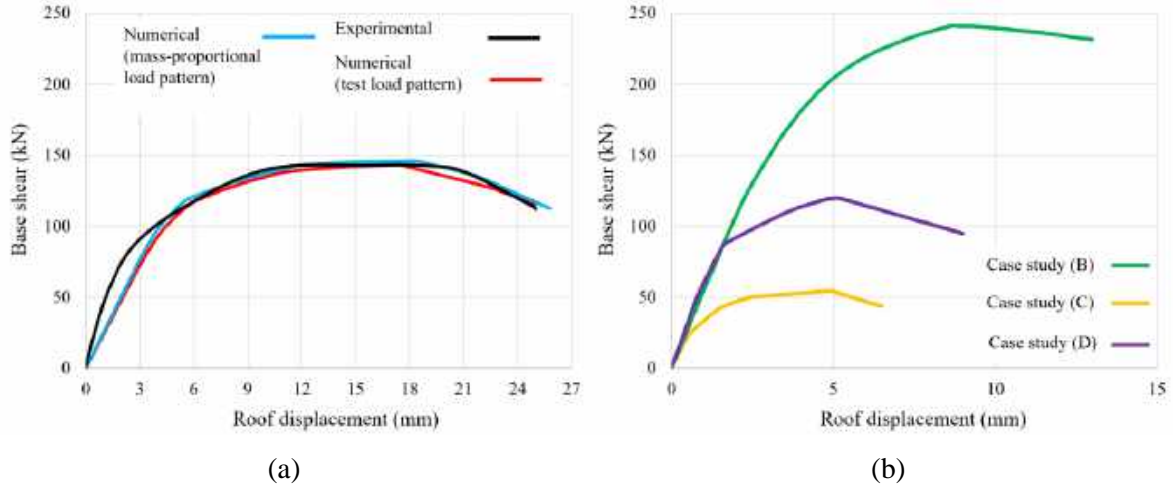 250
200
150
100
50
0
Base shear (kN)
Numerical
(mass-proportional
load pattern)
Experimental
Numerical
(test load pattern)
0 3 6 9 12 15 18 21 24 27
Roof displacement (mm)
(a)
250
200
150
100
50
0
Base shear (kN)
Case study (B)
Case study (C)
Case study (D)
0 5 10 15
Roof displacement (mm)
(b)